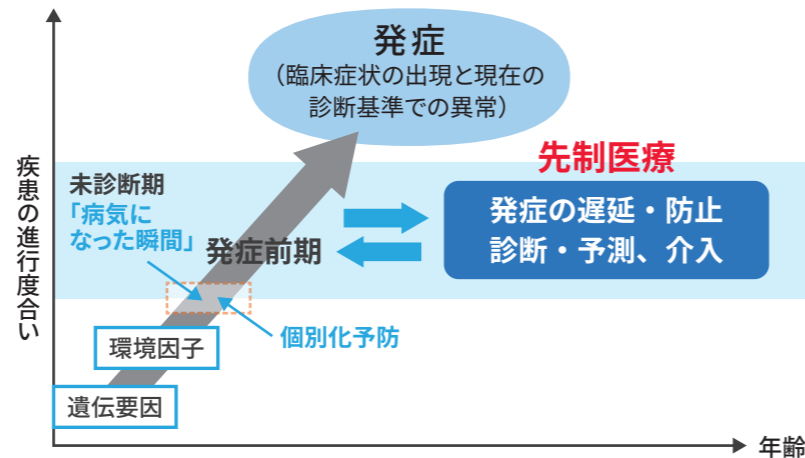 発症
（臨床症状の出現と現在の
診断基準での異常）
先制医療
疾患の進行度合い
未診断期
「病気に
なった瞬間」
発症前期
発症の遅延・防止
診断・予測、介入
個別化予防
環境因子
遺伝要因
年齢